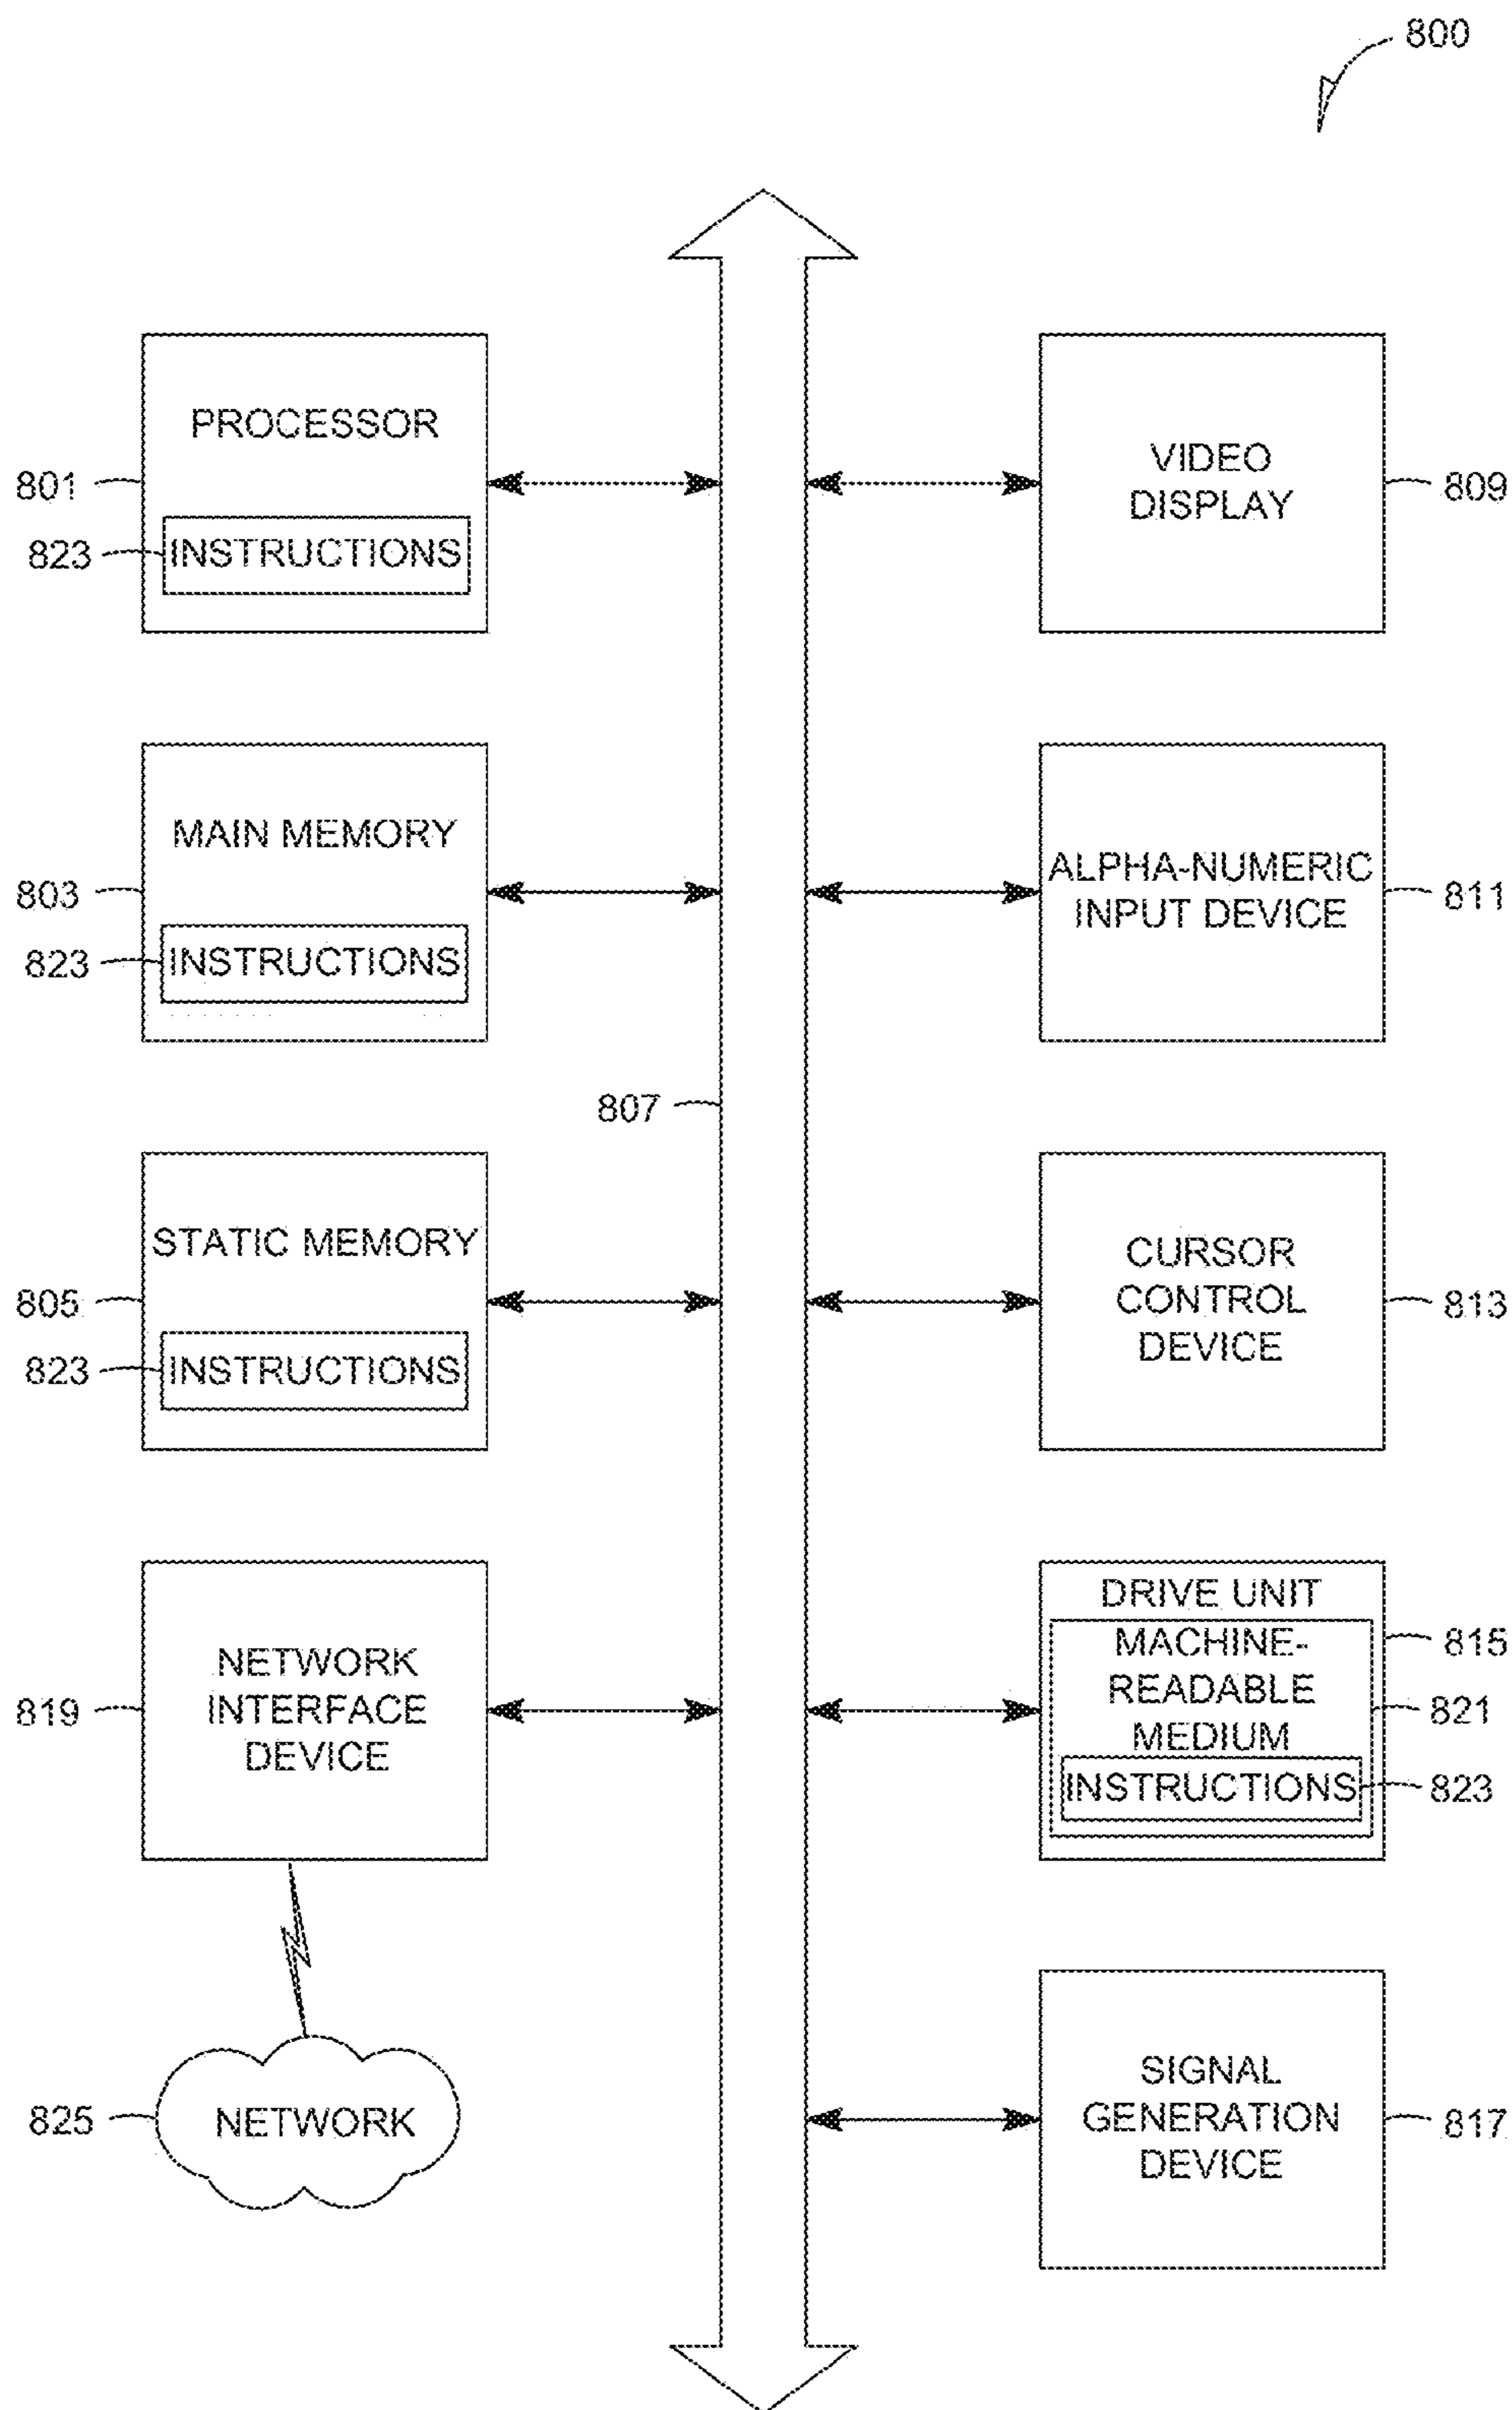 800
PROCESSOR
801
823
INSTRUCTIONS
VIDEO
DISPLAY
809
MAIN MEMORY
803
823
INSTRUCTIONS
ALPHA-NUMERIC
INPUT DEVICE
811
807
STATIC MEMORY
805
823
INSTRUCTIONS
CURSOR
CONTROL
DEVICE
813
NETWORK
INTERFACE
DEVICE
819
DRIVE UNIT
815
MACHINE-
READABLE
MEDIUM
821
INSTRUCTIONS
823
825
NETWORK
SIGNAL
GENERATION
DEVICE
817